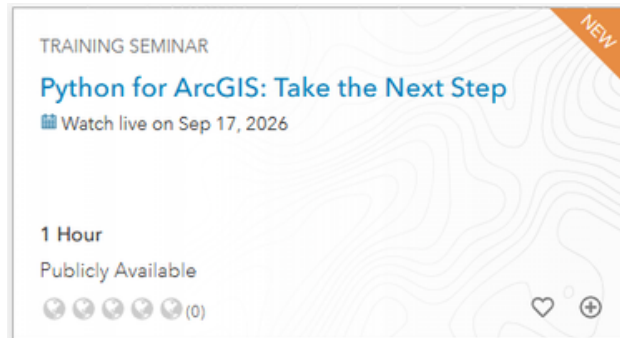 TRAINING SEMINAR
NEW
Python for ArcGIS: Take the Next Step
Watch live on Sep 17, 2026
1 Hour
Publicly Available
(0)